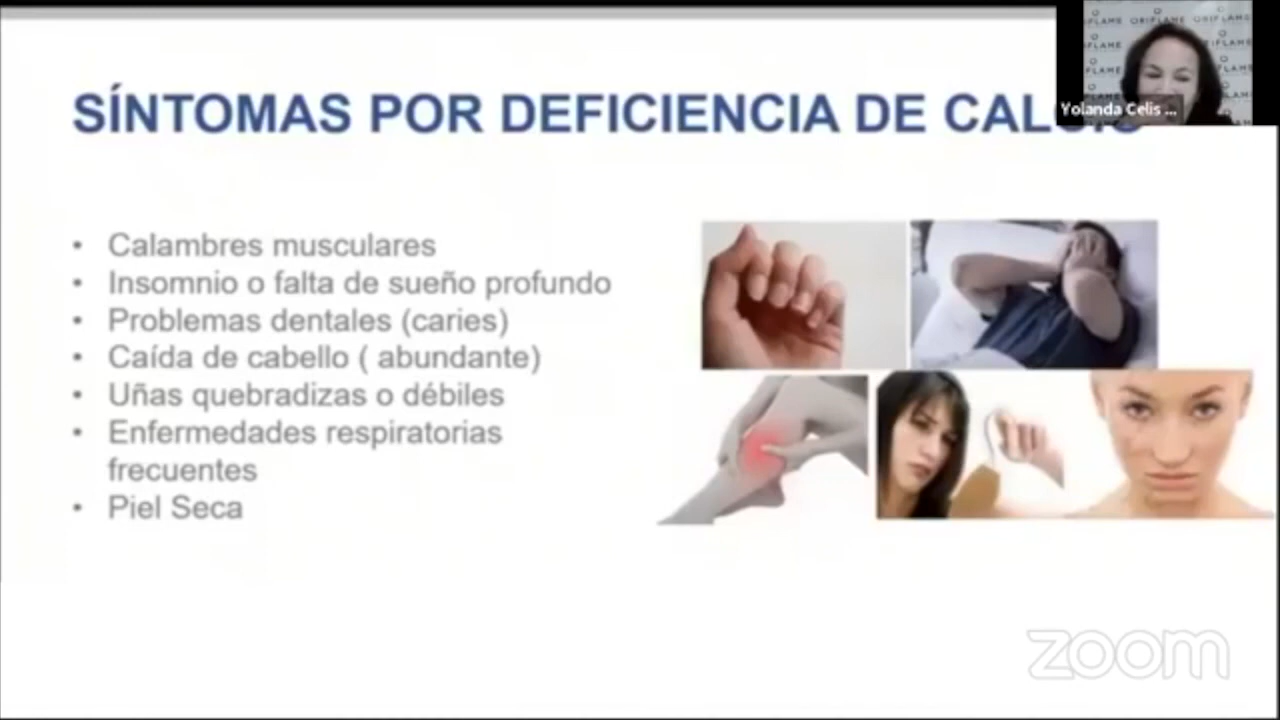 SÍNTOMAS POR DEFICIENCIA DE
Yolanda Celis ...
ORIFLAME
• Calambres musculares
• Insomnio o falta de sueño profundo
• Problemas dentales (caries)
• Caída de cabello ( abundante)
• Uñas quebradizas o débiles
• Enfermedades respiratorias
frecuentes
• Piel Seca
zoom